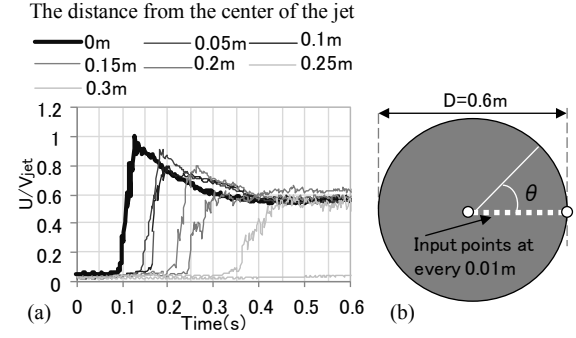 The distance from the center of the jet
0m 0.05m 0.1m
0.15m 0.2m 0.25m
0.3m
1.2
1
0.8
0.6
0.4
0.2
0
U/Vjet
0 0.1 0.2 0.3 0.4 0.5 0.6
Time(s)
(a)
D=0.6m
θ
Input points at
every 0.01m
(b)